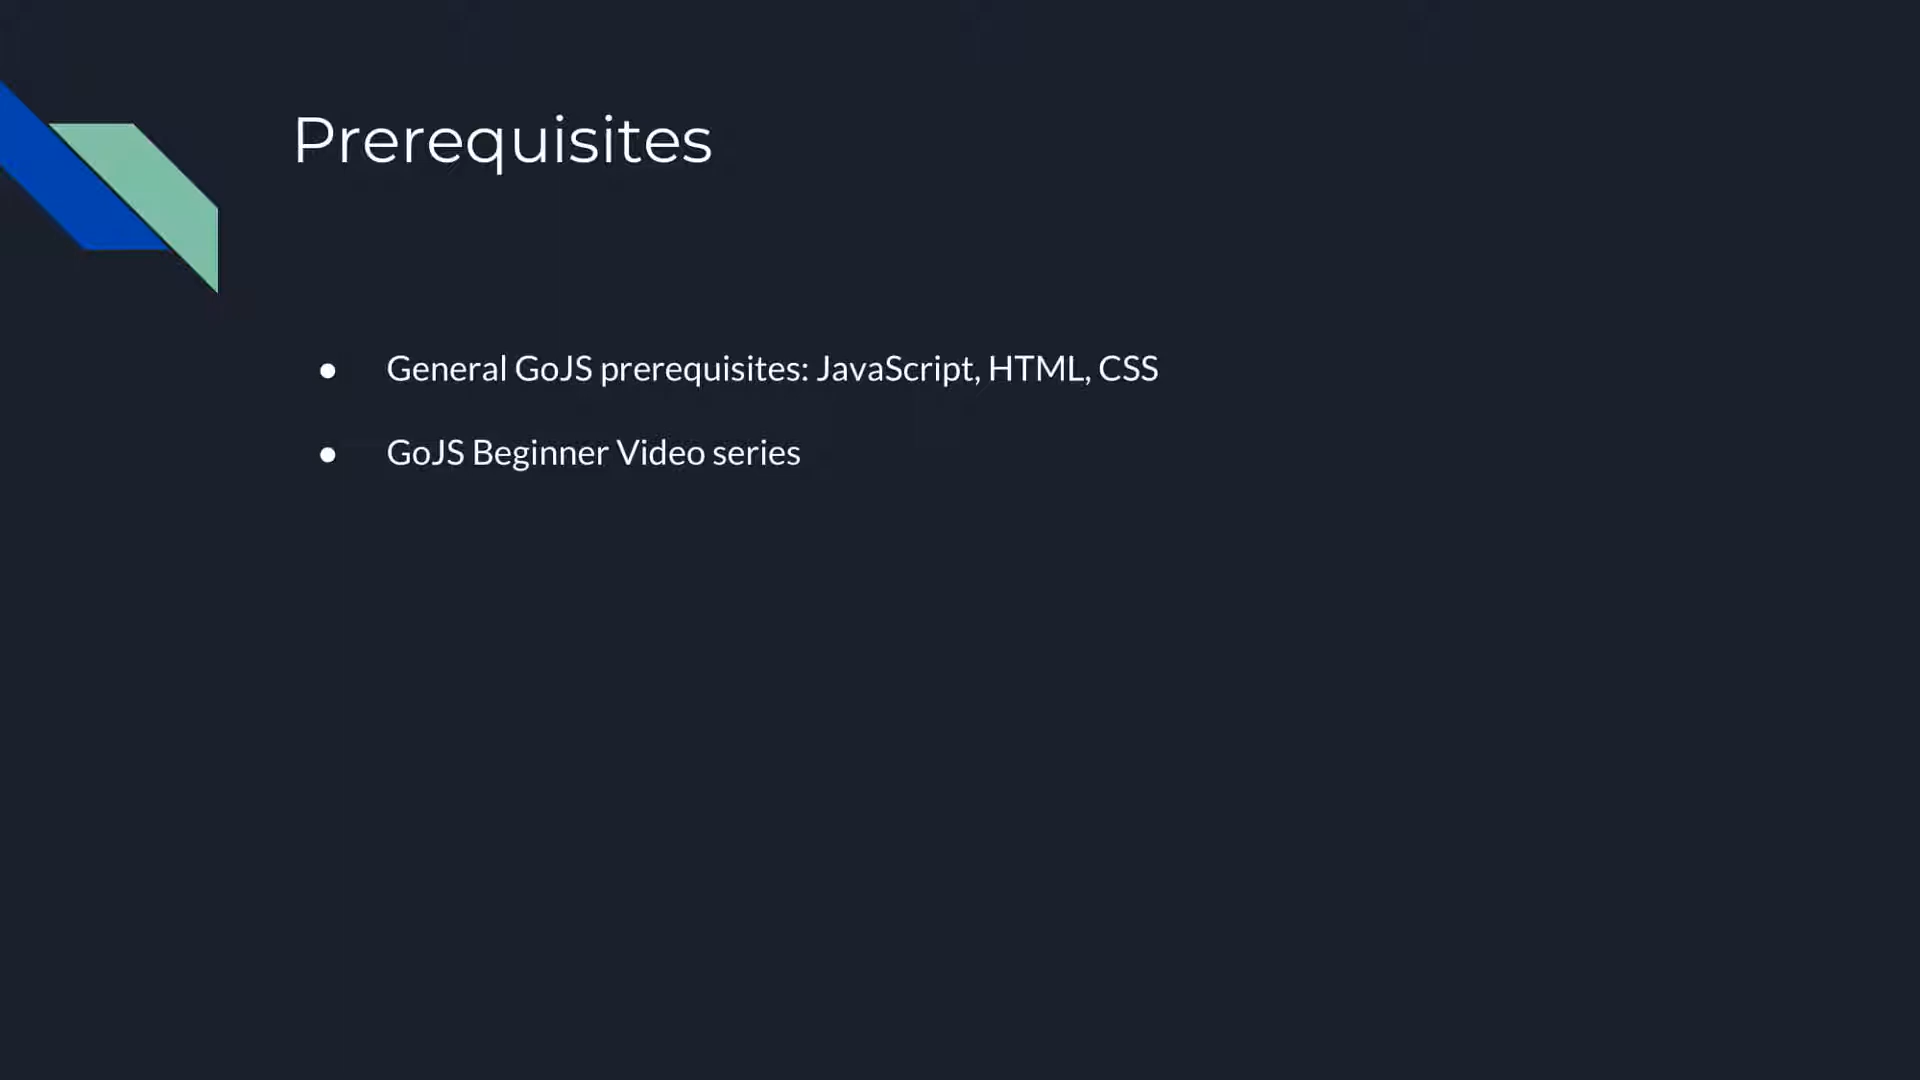 Prerequisites
● General GoJS prerequisites: JavaScript, HTML, CSS
● GoJS Beginner Video series